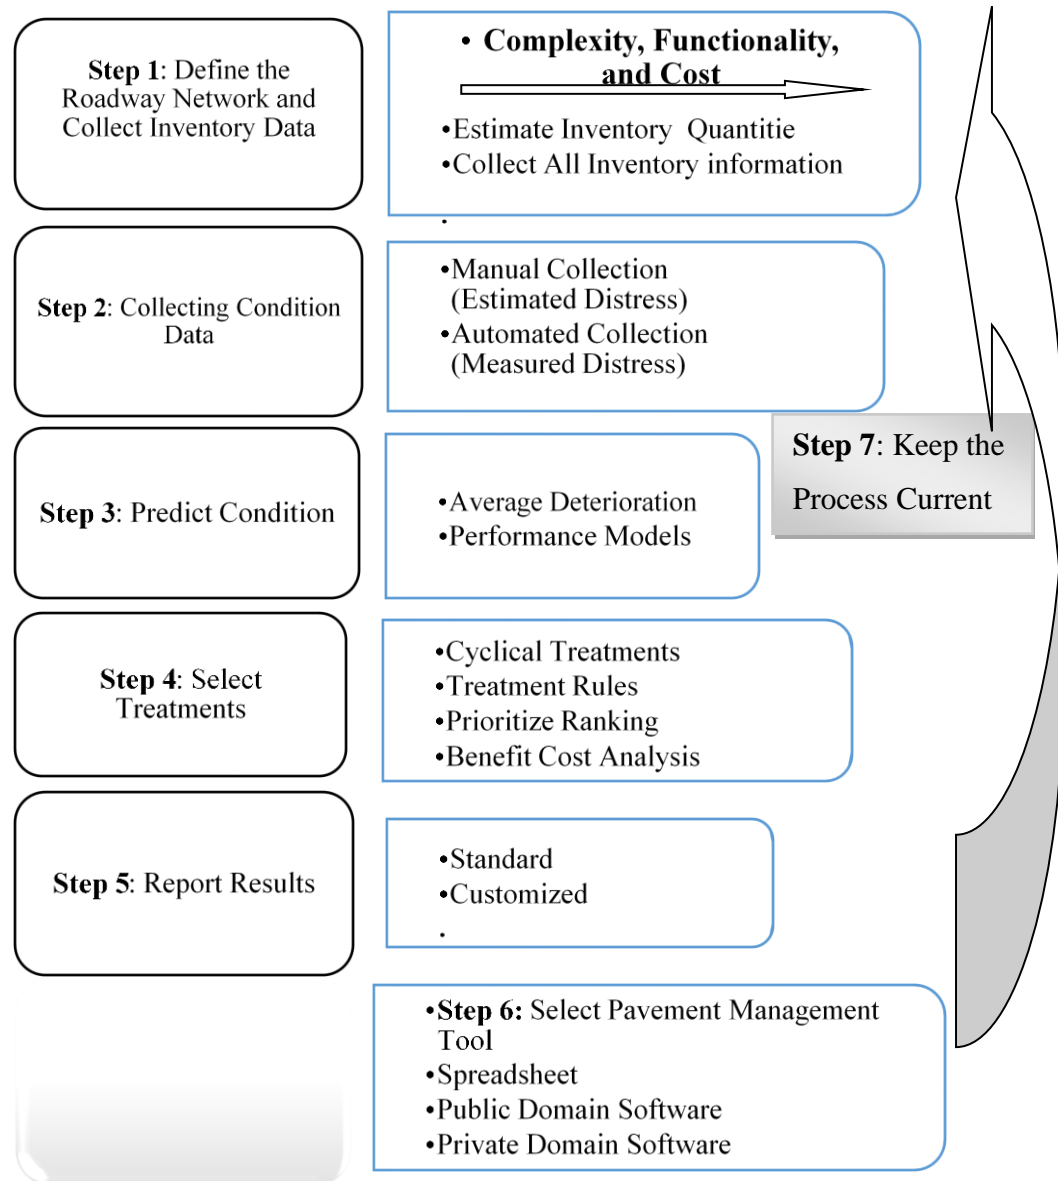 Step 1: Define the
Roadway Network and
Collect Inventory Data
• Complexity, Functionality,
and Cost
•Estimate Inventory Quantitie
•Collect All Inventory information
.
Step 2: Collecting Condition
Data
•Manual Collection
(Estimated Distress)
•Automated Collection
(Measured Distress)
Step 3: Predict Condition
•Average Deterioration
•Performance Models
Step 7: Keep the
Process Current
Step 4: Select
Treatments
•Cyclical Treatments
•Treatment Rules
•Prioritize Ranking
•Benefit Cost Analysis
Step 5: Report Results
•Standard
•Customized
.
•Step 6: Select Pavement Management
Tool
•Spreadsheet
•Public Domain Software
•Private Domain Software